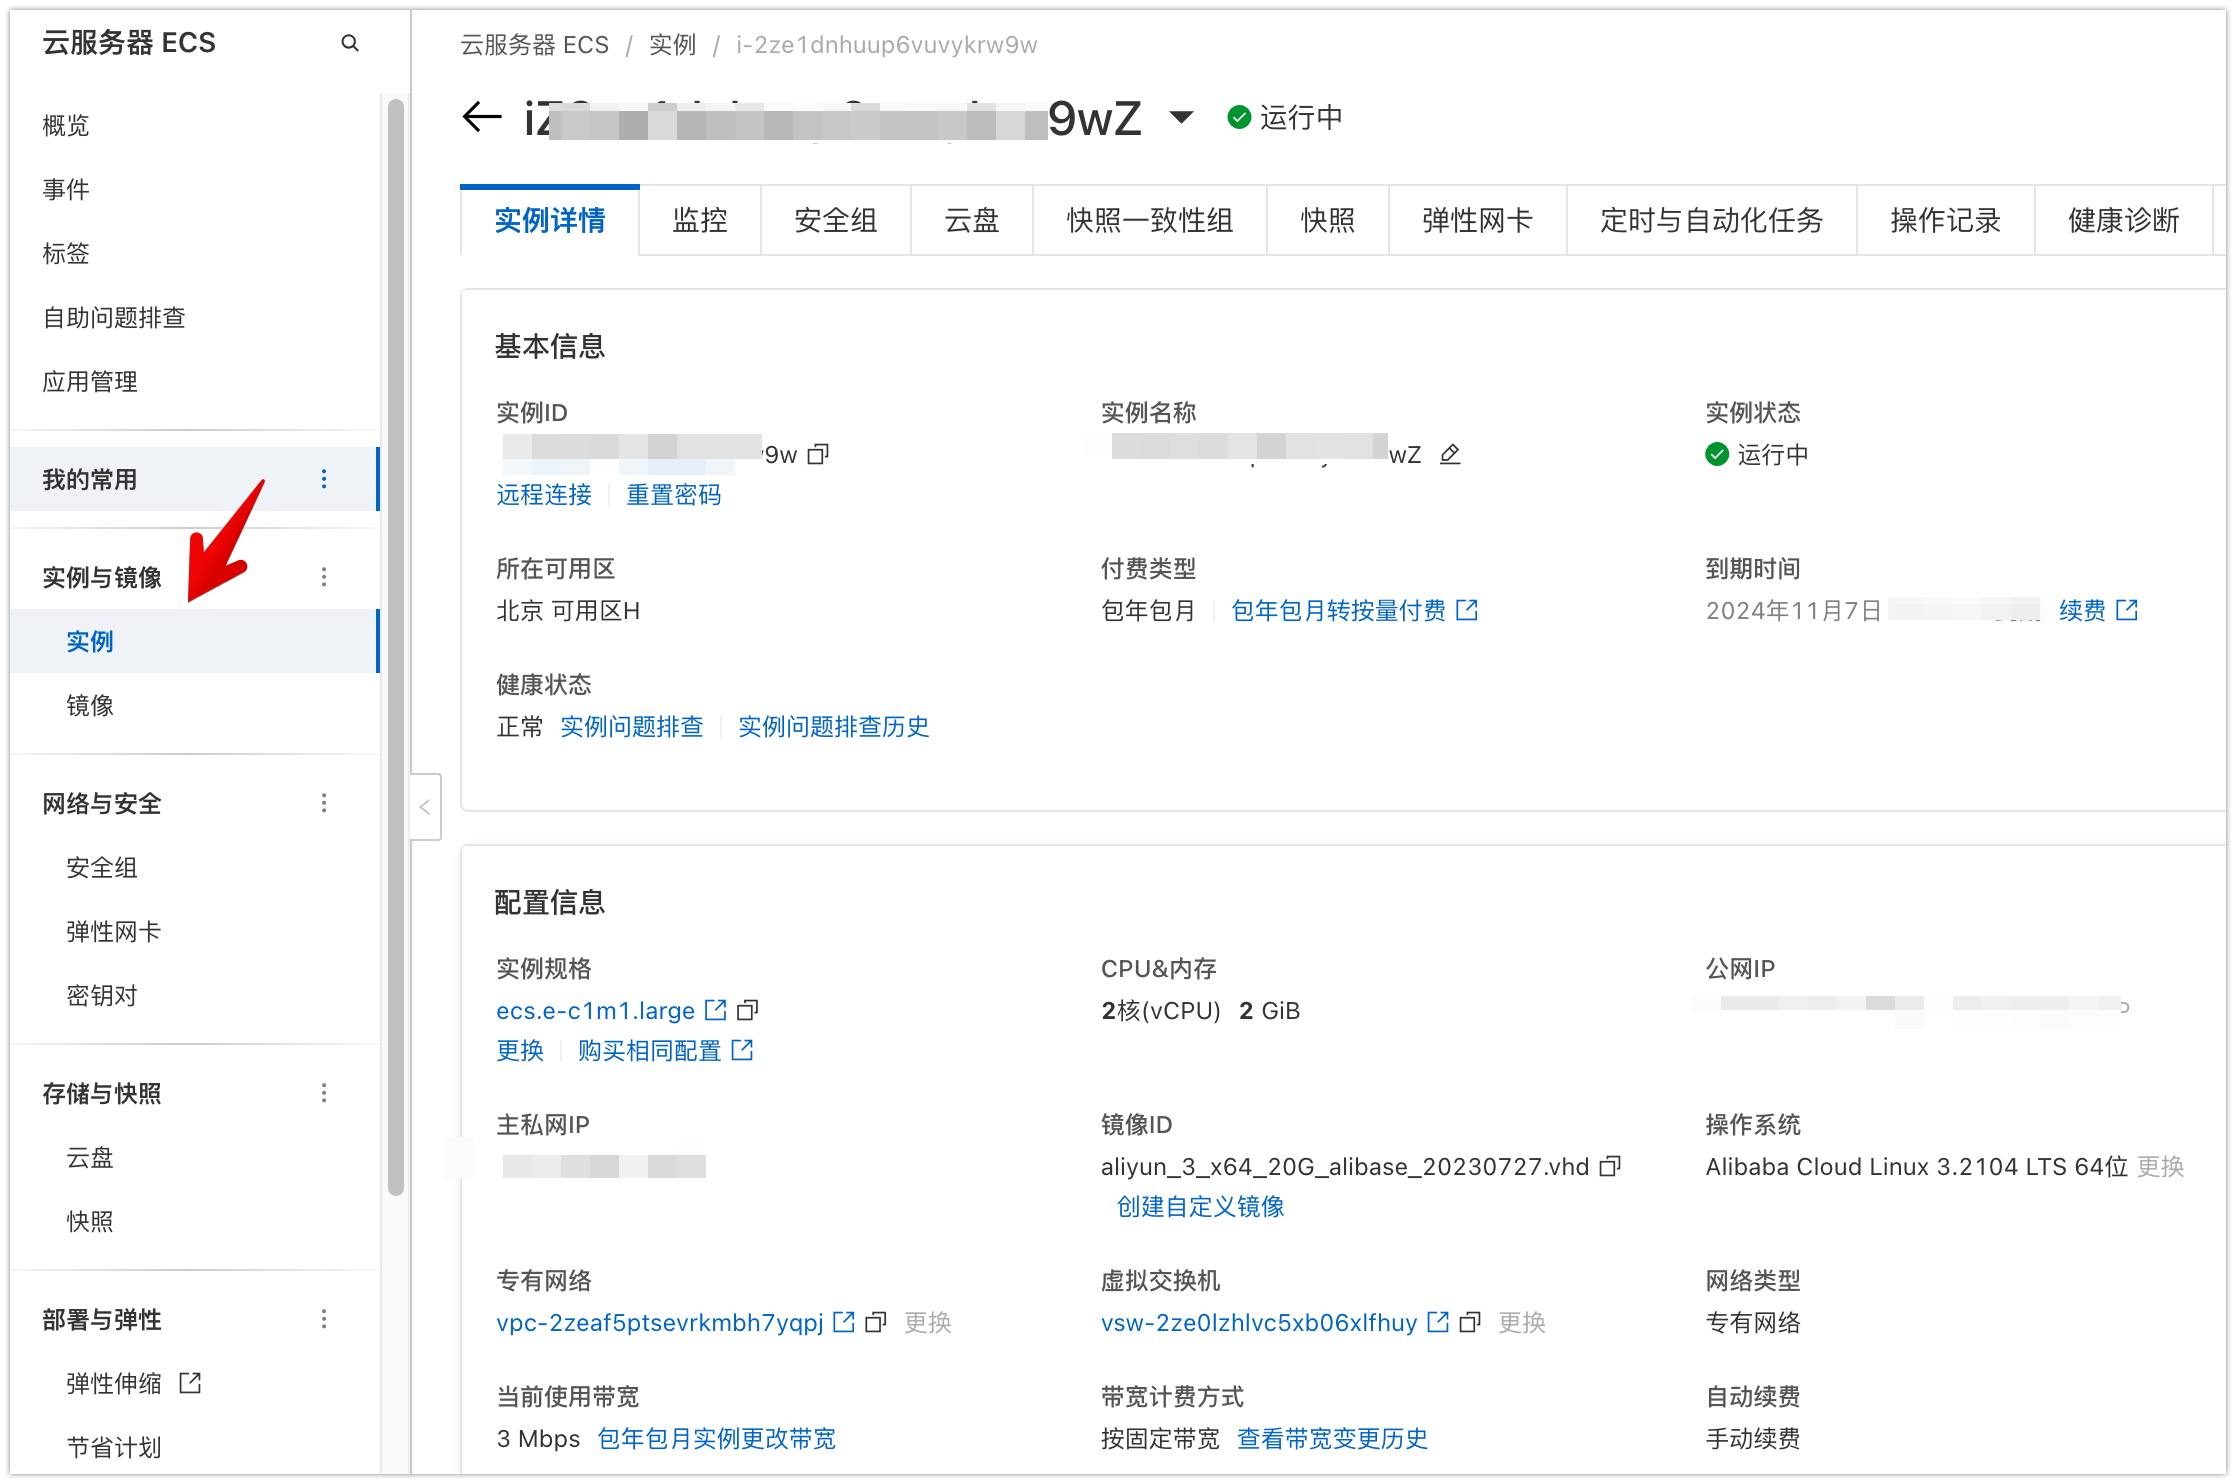 云服务器 ECS
概览
事件
标签
自助问题排查
应用管理
我的常用
实例与镜像
实例
镜像
网络与安全
安全组
弹性网卡
密钥对
存储与快照
云盘
快照
部署与弹性
弹性伸缩
节省计划
云服务器 ECS / 实例 / i-2ze1dnhuup6vuvykrw9w
9wZ 运行中
实例详情 监控 安全组 云盘 快照一致性组 快照 弹性网卡 定时与自动化任务 操作记录 健康诊断
基本信息
实例ID 实例名称 实例状态
9w wZ 运行中
远程连接 重置密码
所在可用区 付费类型 到期时间
北京 可用区H 包年包月 包年包月转按量付费 2024年11月7日 续费
健康状态
正常 实例问题排查 实例问题排查历史
配置信息
实例规格 CPU&内存 公网IP
ecs.e-c1m1.large 2核(vCPU) 2 GiB
更换 购买相同配置
主私网IP 镜像ID 操作系统
aliyun_3_x64_20G_alibase_20230727.vhd Alibaba Cloud Linux 3.2104 LTS 64位 更换
创建自定义镜像
专有网络 虚拟交换机 网络类型
vpc-2zeaf5ptsevrkmbh7yqpj 更换 vsw-2ze0lzhlvc5xb06xlfhuy 更换 专有网络
当前使用带宽 带宽计费方式 自动续费
3 Mbps 包年包月实例更改带宽 按固定带宽 查看带宽变更历史 手动续费